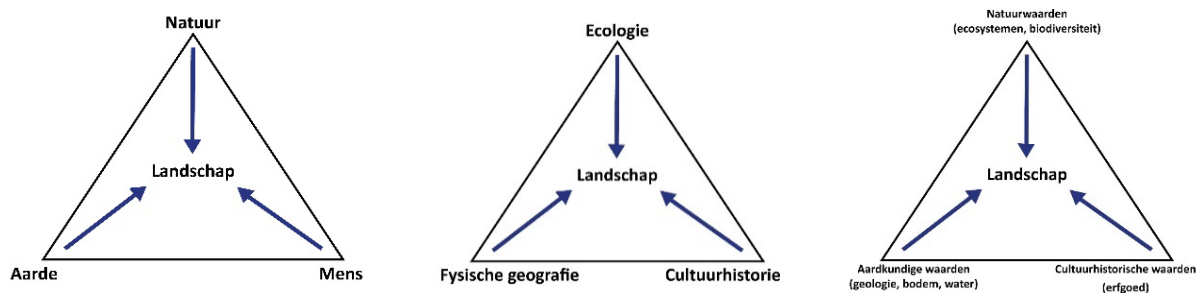 Natuur
Landschap
Aarde
Mens
Ecologie
Landschap
Fysische geografie
Cultuurhistorie
Natuurwaarden
(ecosystemen, biodiversiteit)
Landschap
Aardkundige waarden
(geologie, bodem, water)
Cultuurhistorische waarden
(erfgoed)